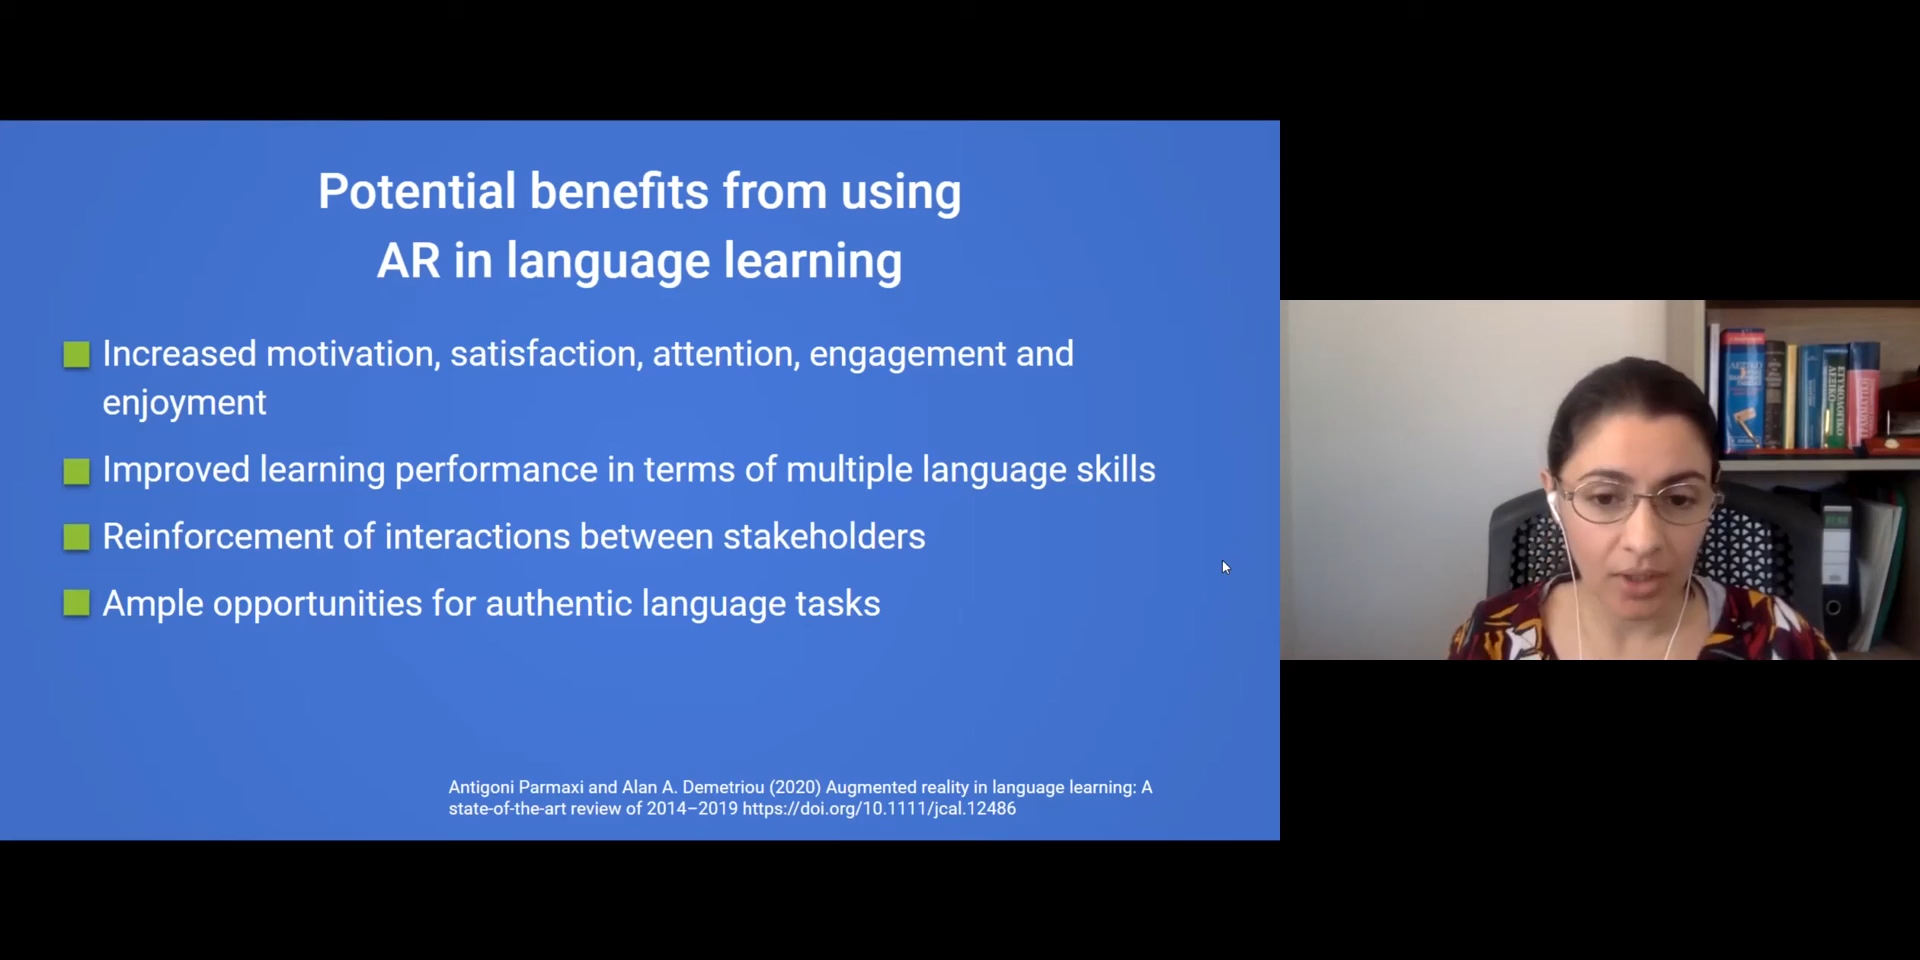 Potential benefits from using
AR in language learning
Increased motivation, satisfaction, attention, engagement and
enjoyment
Improved learning performance in terms of multiple language skills
Reinforcement of interactions between stakeholders
Ample opportunities for authentic language tasks
Antigoni Parmaxi and Alan A. Demetriou (2020) Augmented reality in language learning: A
state-of-the-art review of 2014–2019 https://doi.org/10.1111/jcal.12486
ΛΕΞΙΚΟ
ΕΤΥΜΟΛΟΓΙΚΟ
ΛΕΞΙΚΟ